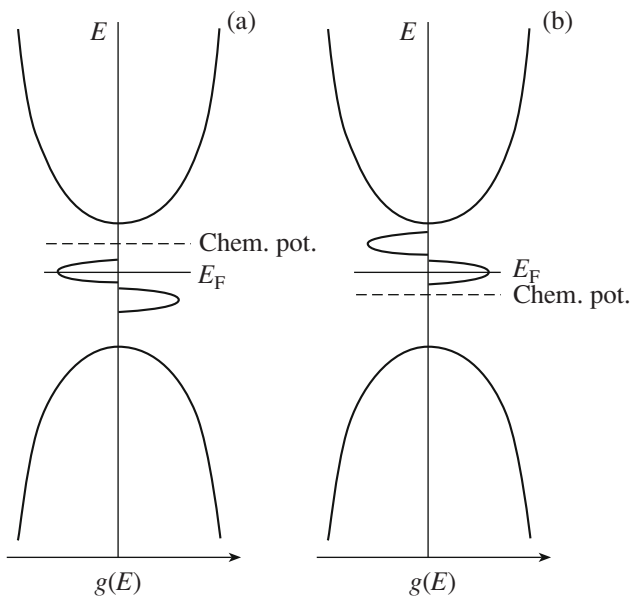 (a)
E
Chem. pot.
E_F
g(E)
(b)
E
E_F
Chem. pot.
g(E)